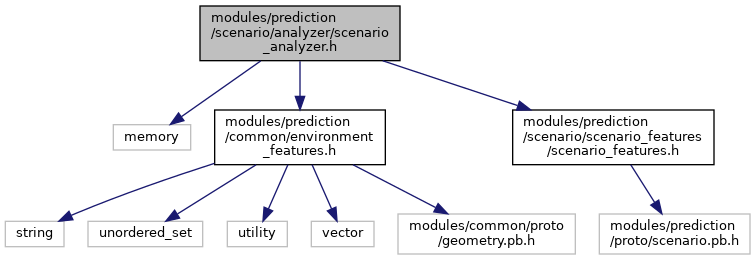 modules/prediction
/scenario/analyzer/scenario
_analyzer.h
memory
modules/prediction
/common/environment
_features.h
modules/prediction
/scenario/scenario_features
/scenario_features.h
string
unordered_set
utility
vector
modules/common/proto
/geometry.pb.h
modules/prediction
/proto/scenario.pb.h